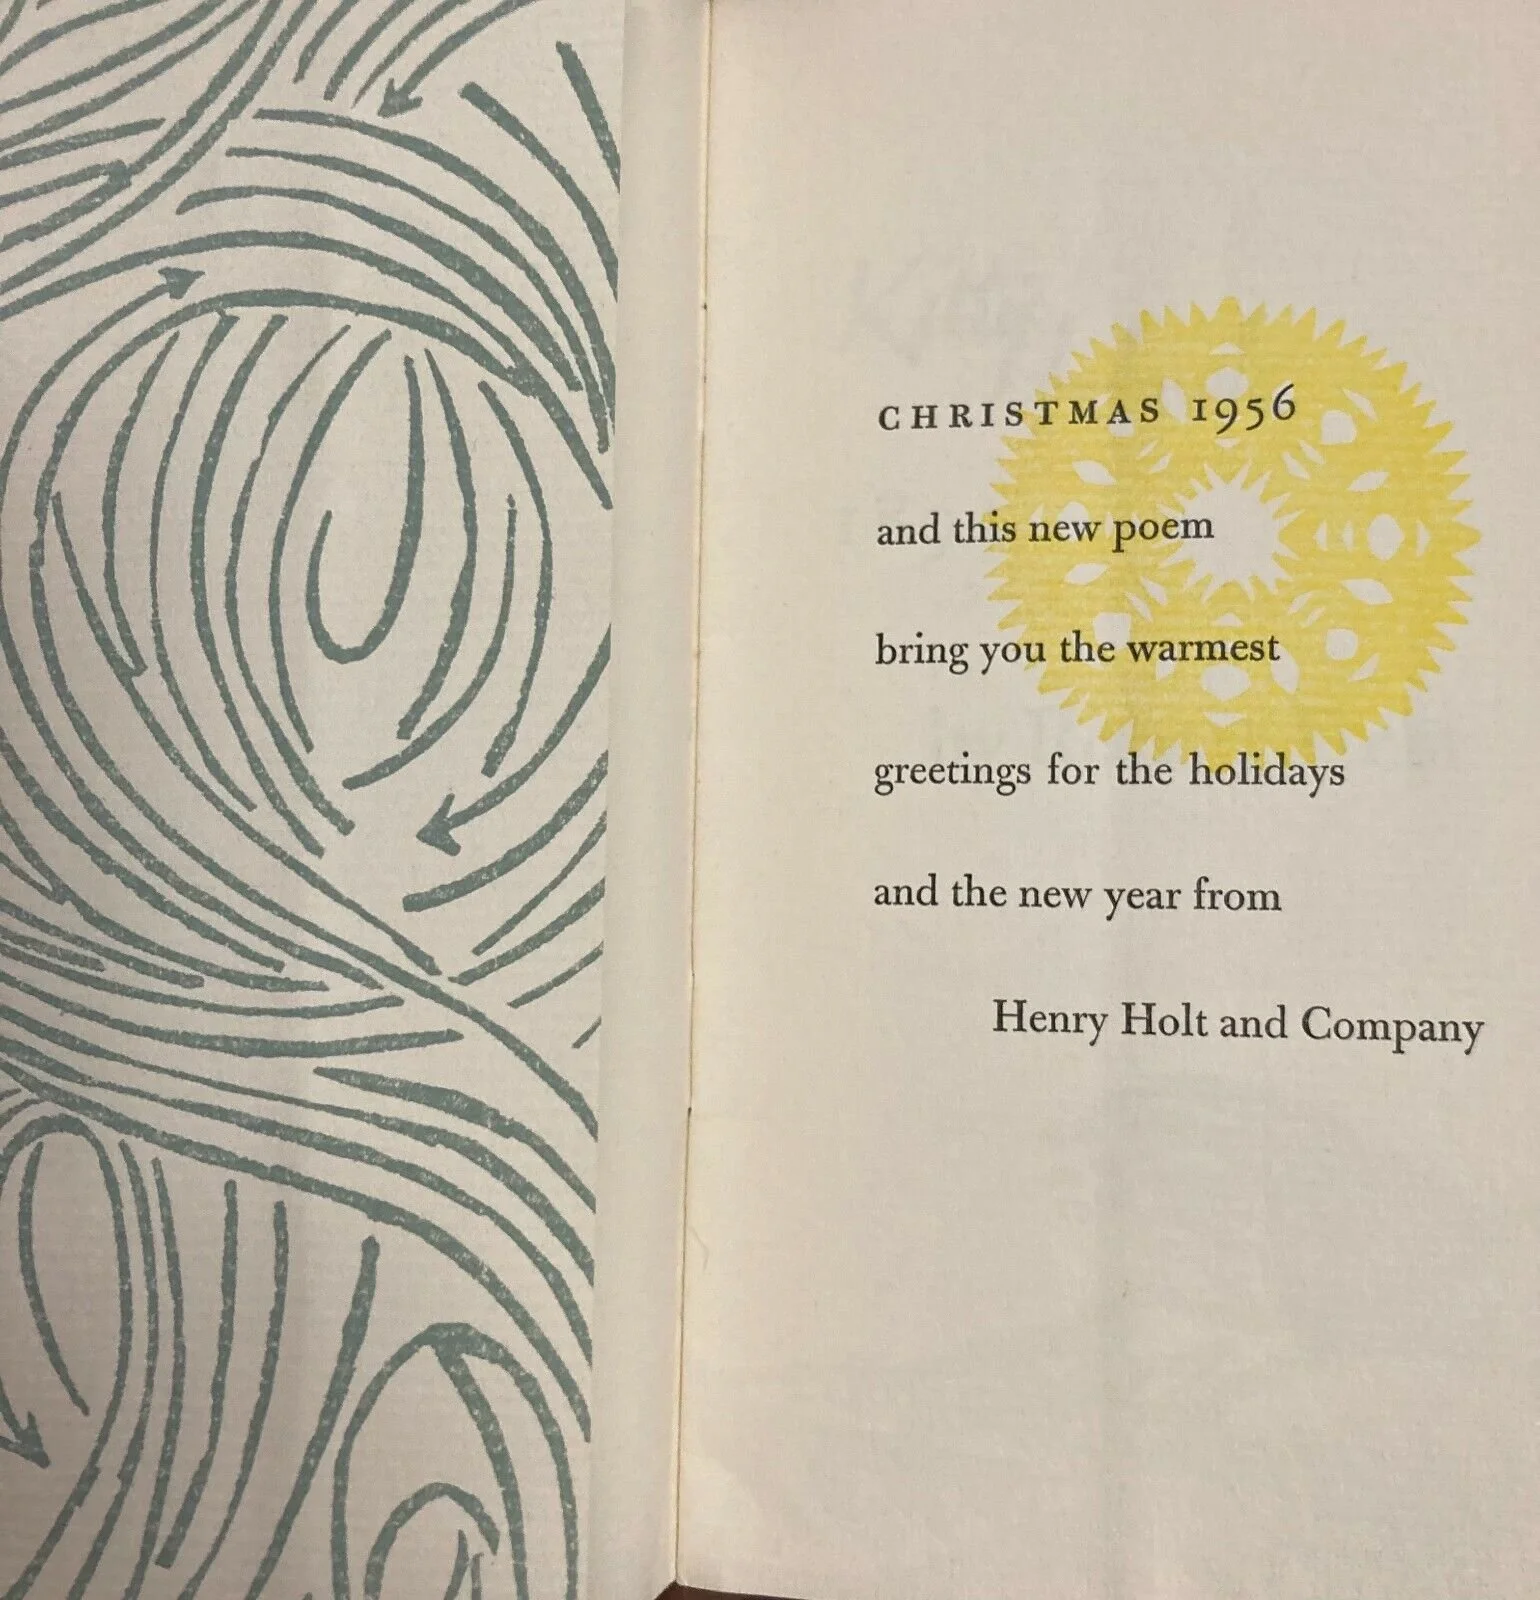 CHRISTMAS 1956
and this new poem
bring you the warmest
greetings for the holidays
and the new year from
Henry Holt and Company